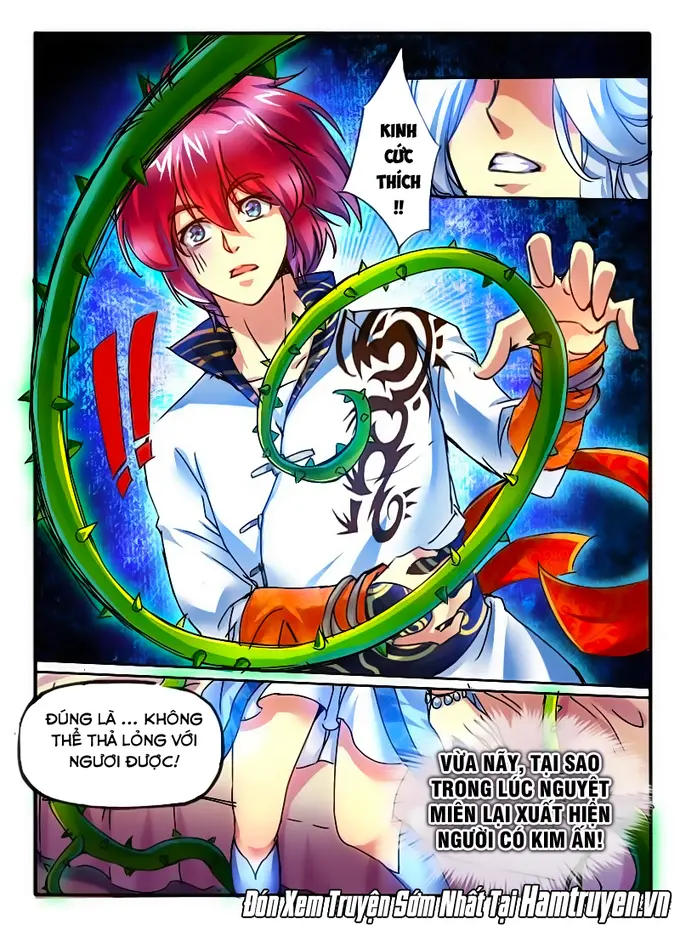 KINH
CỨC
THÍCH
!!
!!
ĐÚNG LÀ ... KHÔNG
THỂ THẢ LỎNG VỚI
NGƯƠI ĐƯỢC!
VỪA NÃY, TẠI SAO
TRONG LÚC NGUYỆT
MIÊN LẠI XUẤT HIỆN
NGƯỜI CÓ KIM ẤN!
Đón Xem Truyện Sớm Nhất Tại Hamtruyen.vn